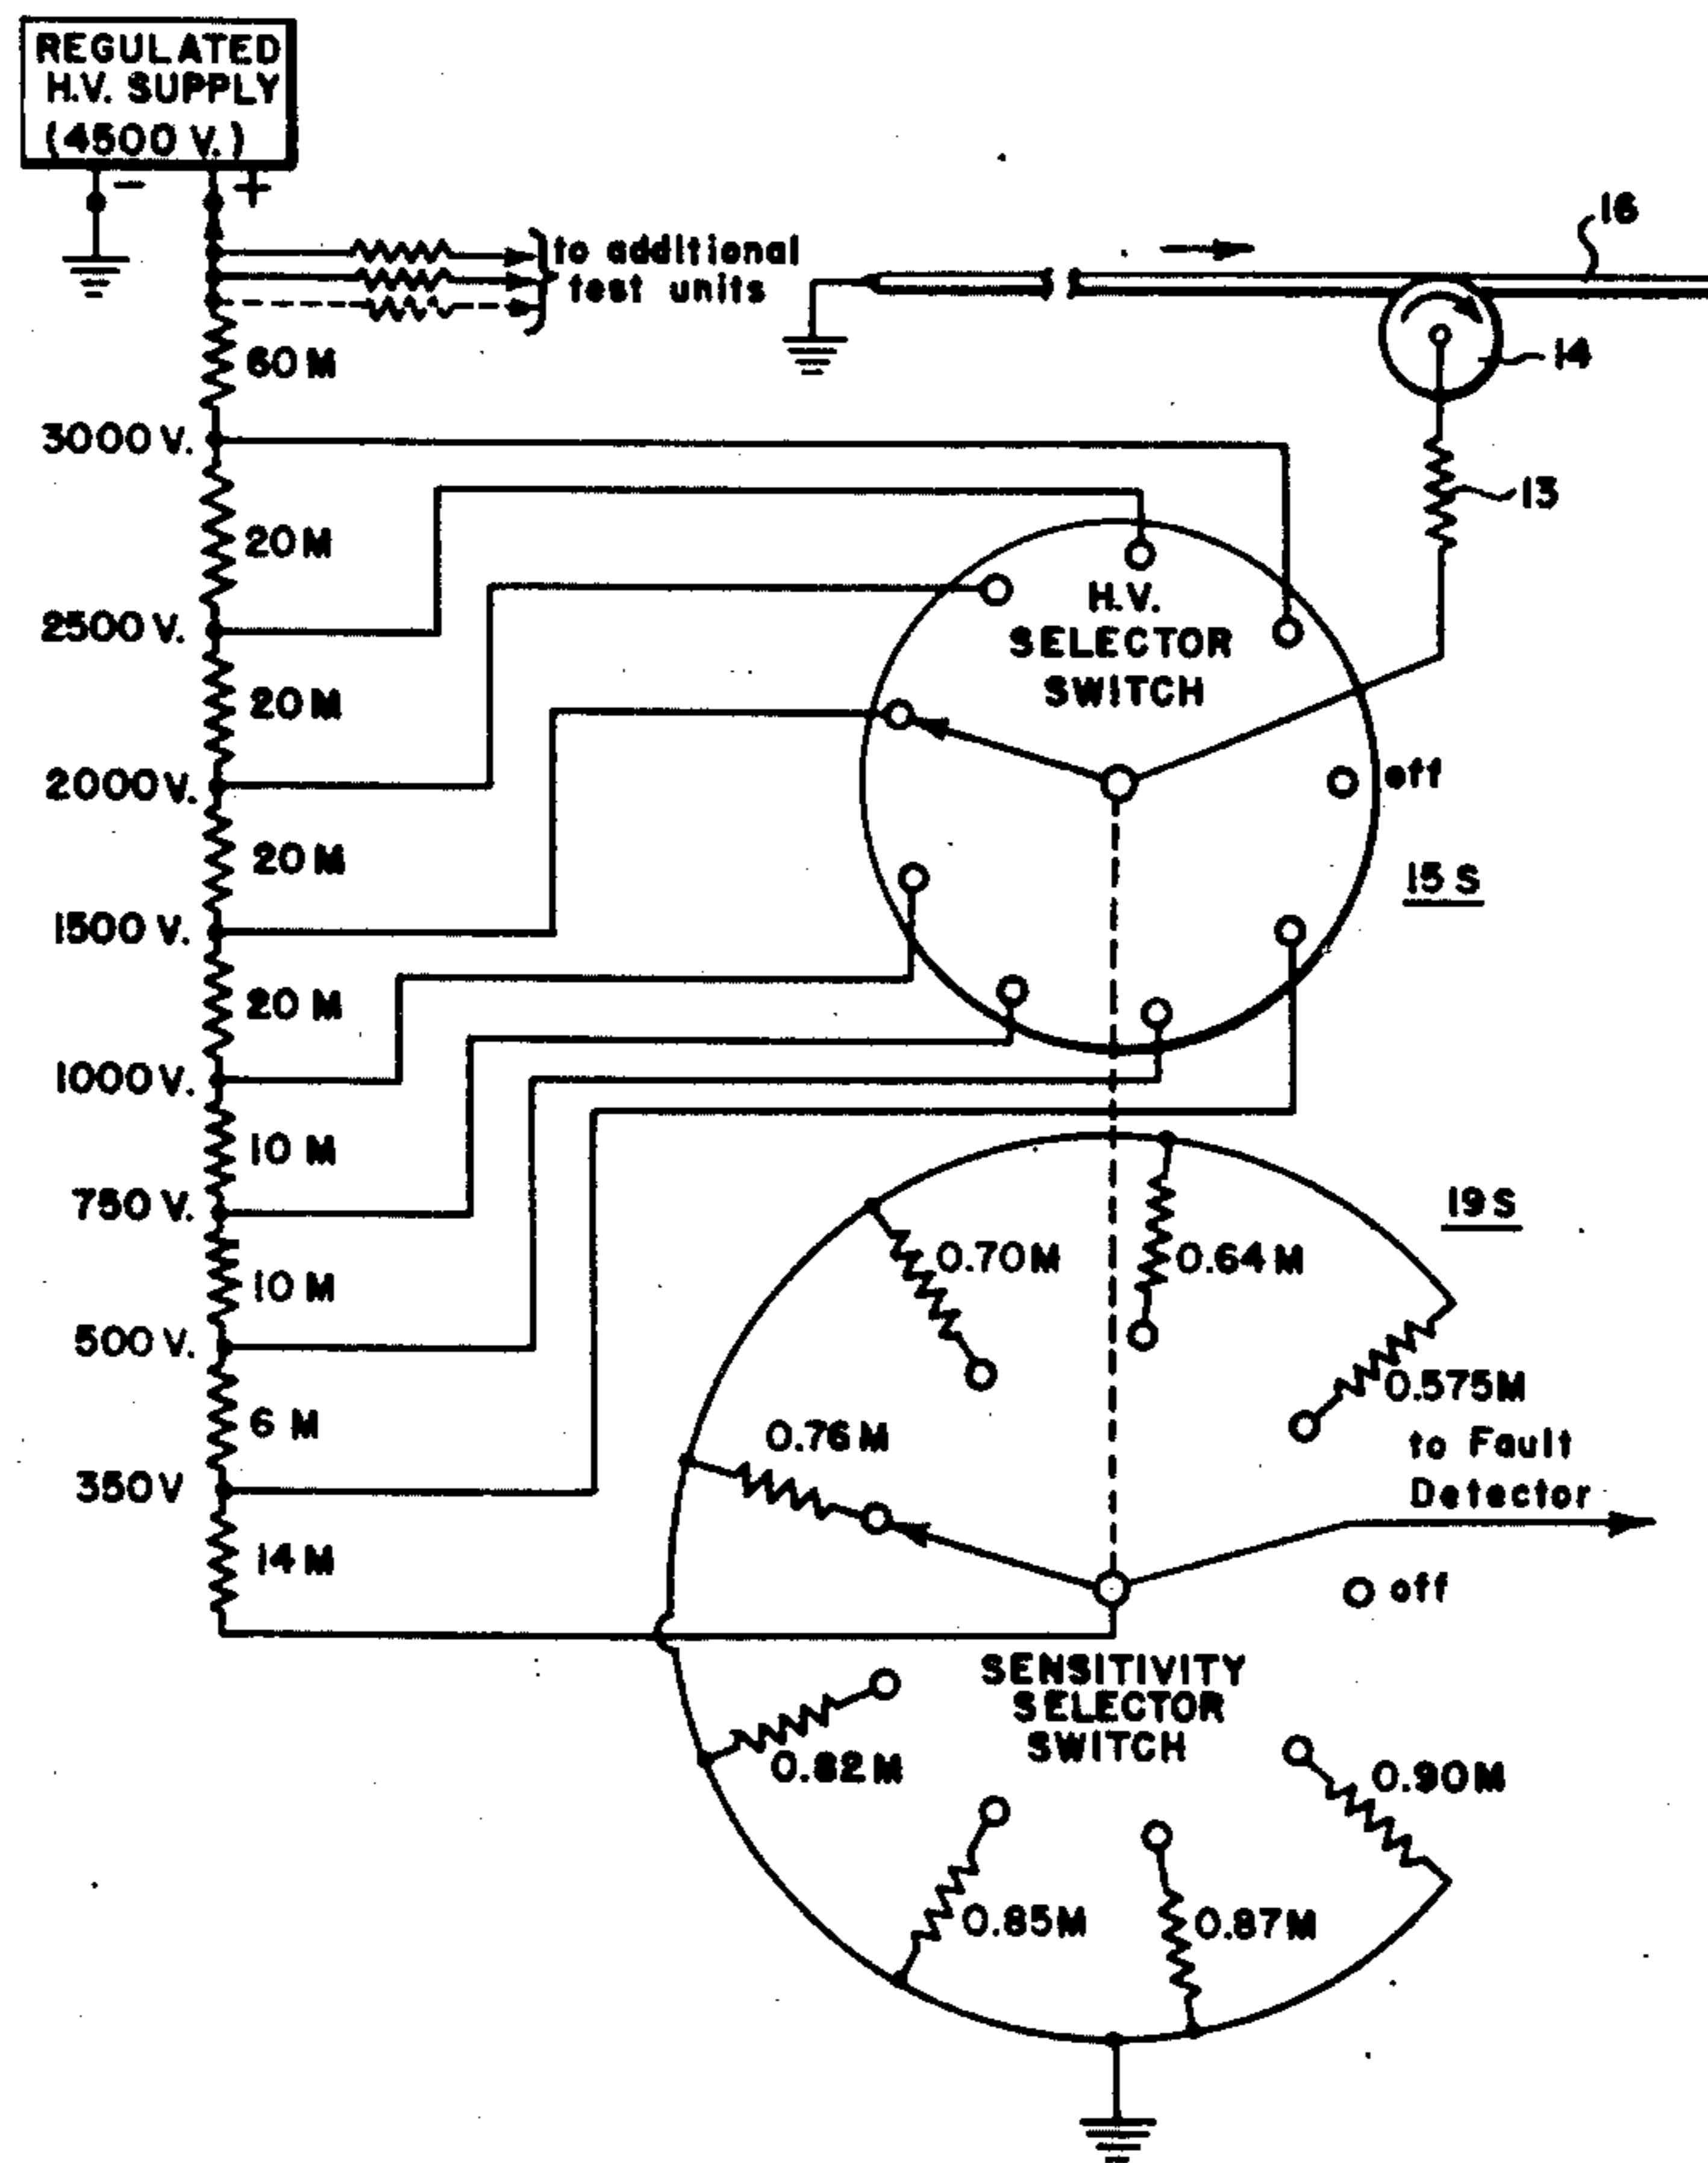 REGULATED
H.V. SUPPLY
(4500 V.)
- +
to additional
test units
16
60 M
14
3000 V.
13
20 M
H.V.
SELECTOR
SWITCH
2500 V.
20 M
2000 V.
off
20 M
15 S
1500 V.
20 M
1000 V.
10 M
750 V.
19 S
0.70 M
0.64 M
10 M
500 V.
0.575 M
6 M
0.76 M
to Fault
Detector
350 V
14 M
off
SENSITIVITY
SELECTOR
SWITCH
0.82 M
0.90 M
0.85 M
0.87 M